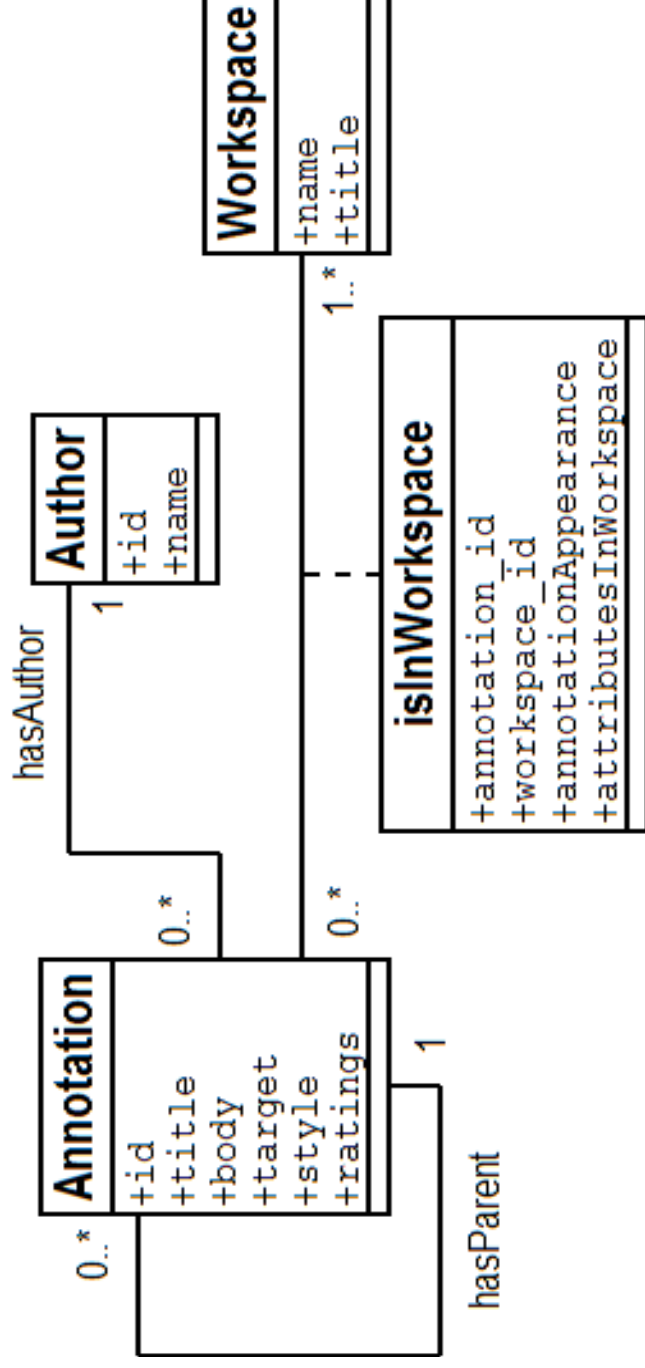 Annotation
+id
+title
+body
+target
+style
+ratings
0..*
hasParent
1
0..*
0..*
hasAuthor
1
Author
+id
+name
isInWorkspace
+annotation_id
+workspace_id
+annotationAppearance
+attributesInWorkspace
1..*
Workspace
+name
+title